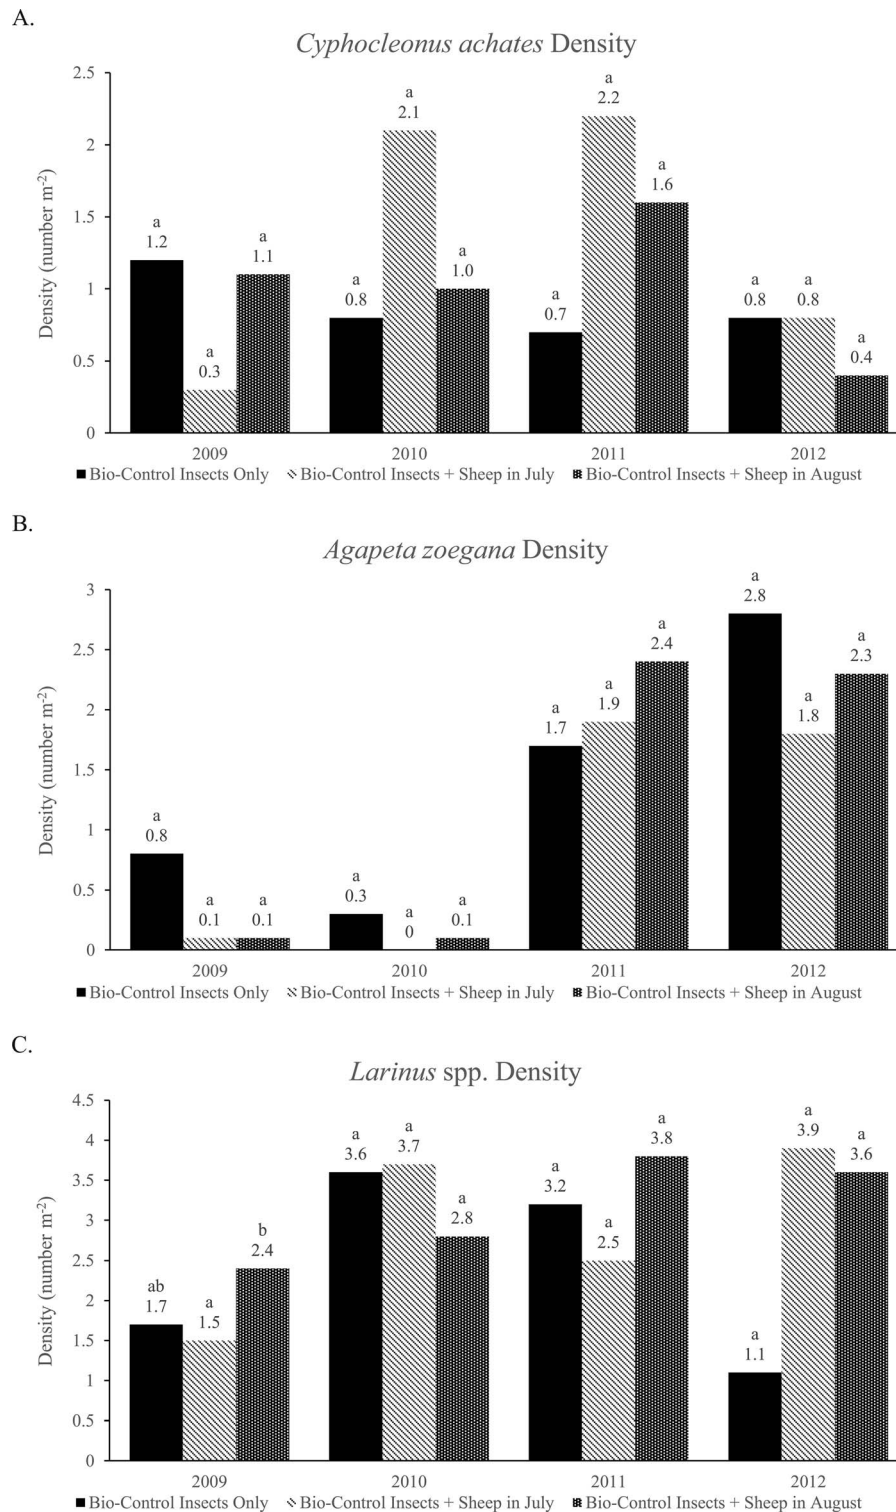 A.
Cyphocleonus achates Density
Density (number m-2)
2.5
2
1.5
1
0.5
0
a
1.2
a
0.3
a
1.1
a
0.8
a
2.1
a
1.0
a
0.7
a
2.2
a
1.6
a
0.8
a
0.8
a
0.4
2009 2010 2011 2012
Bio-Control Insects Only Bio-Control Insects + Sheep in July Bio-Control Insects + Sheep in August
B.
Agapeta zoegana Density
Density (number m-2)
3
2.5
2
1.5
1
0.5
0
a
0.8
a
0.1
a
0.1
a
0.3
a
0
a
0.1
a
1.7
a
1.9
a
2.4
a
2.8
a
1.8
a
2.3
2009 2010 2011 2012
Bio-Control Insects Only Bio-Control Insects + Sheep in July Bio-Control Insects + Sheep in August
C.
Larinus spp. Density
Density (number m-2)
4.5
4
3.5
3
2.5
2
1.5
1
0.5
0
ab
1.7
a
1.5
b
2.4
a
3.6
a
3.7
a
2.8
a
3.2
a
2.5
a
3.8
a
1.1
a
3.9
a
3.6
2009 2010 2011 2012
Bio-Control Insects Only Bio-Control Insects + Sheep in July Bio-Control Insects + Sheep in August